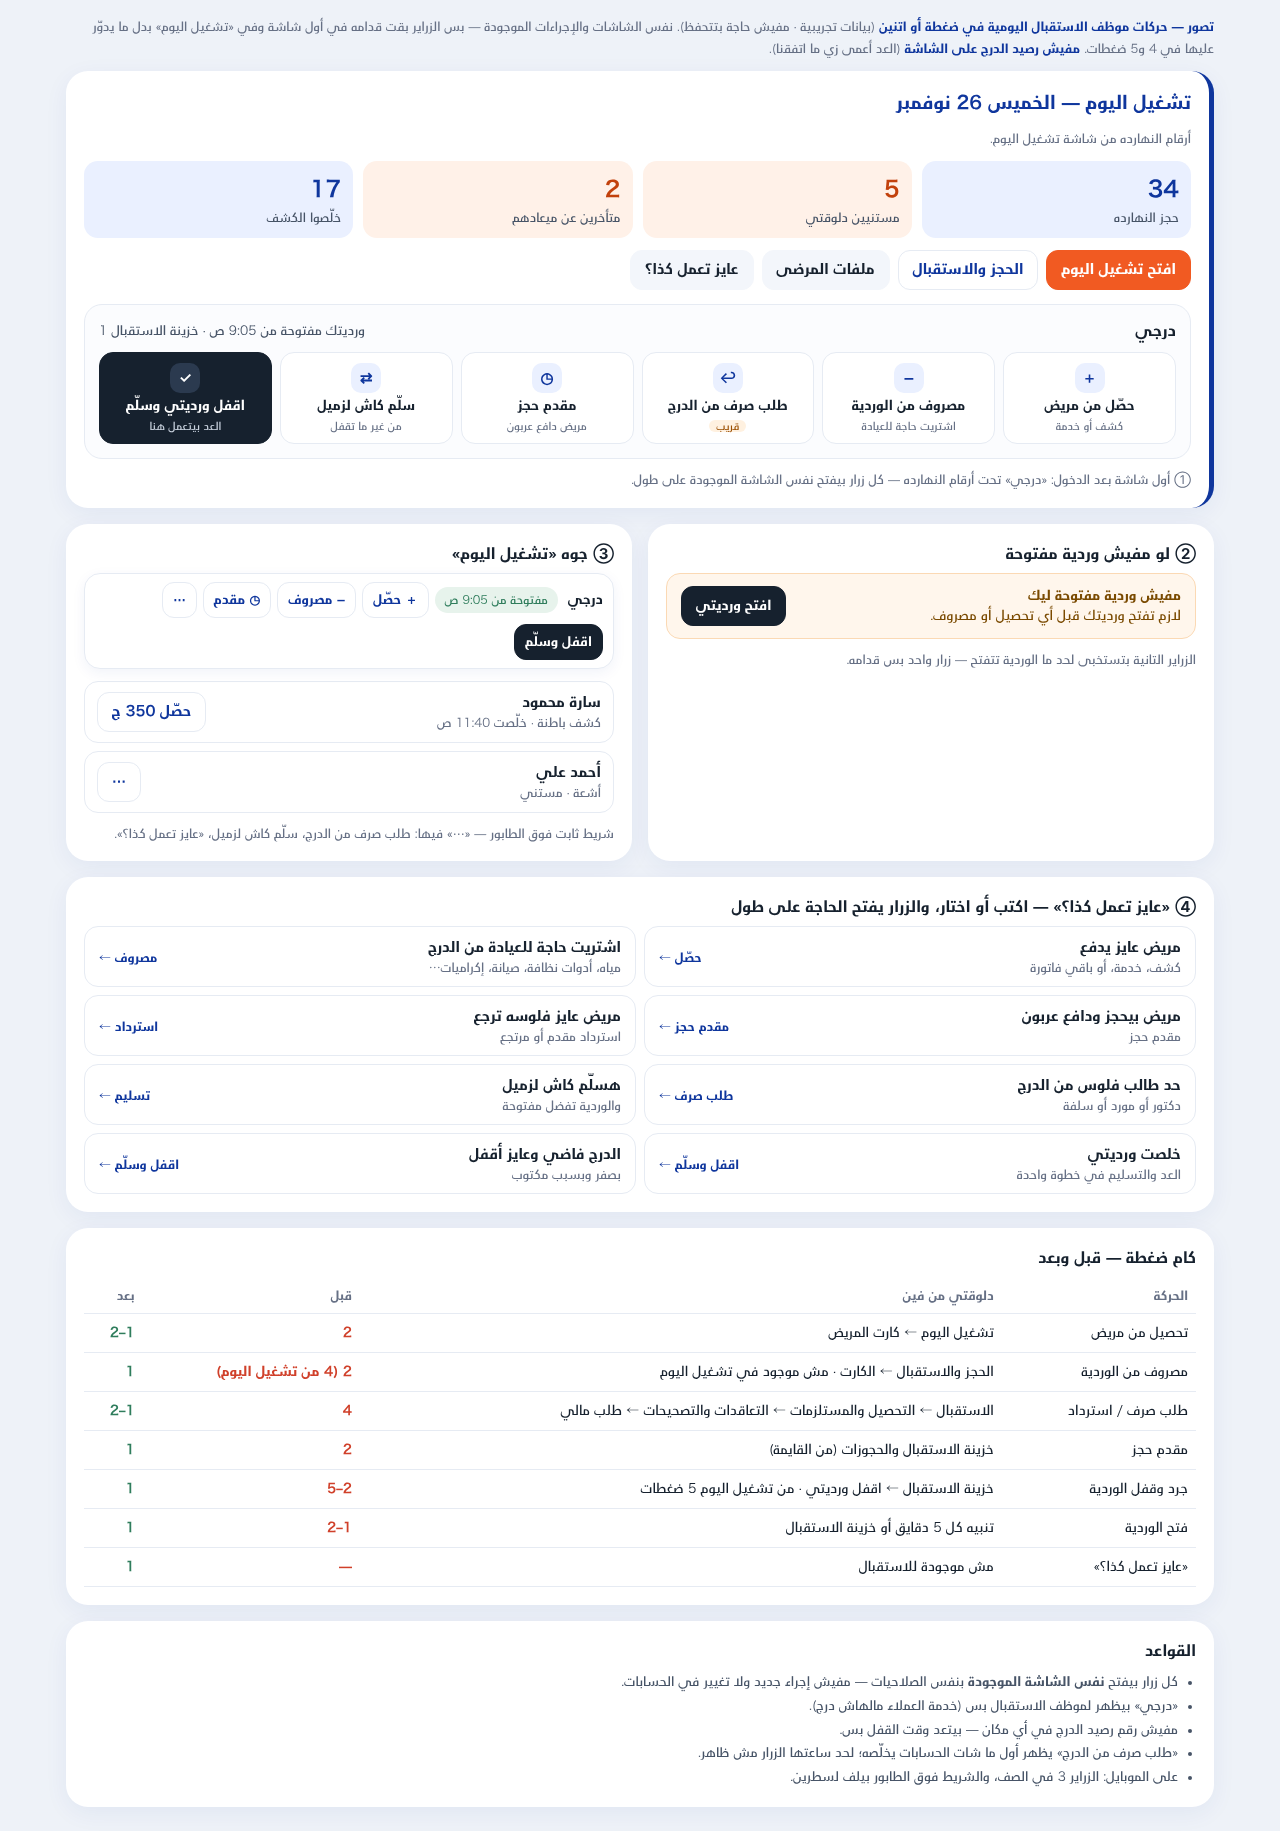 تصور — حركات موظف الاستقبال اليومية في ضغطة أو اتنين (بيانات تجريبية · مفيش حاجة بتتحفظ). نفس الشاشات والإجراءات الموجودة — بس الزراير بقت قدامه في أول شاشة وفي «تشغيل اليوم» بدل ما يدوّر
عليها في 4 و5 ضغطات. مفيش رصيد الدرج على الشاشة (العد أعمى زي ما اتفقنا).
تشغيل اليوم — الخميس 26 نوفمبر
أرقام النهارده من شاشة تشغيل اليوم.
34
حجز النهارده
5
مستنيين دلوقتي
2
متأخرين عن ميعادهم
17
خلّصوا الكشف
افتح تشغيل اليوم
الحجز والاستقبال
ملفات المرضى
عايز تعمل كذا؟
درجي
ورديتك مفتوحة من 9:05 ص · خزينة الاستقبال 1
+
حصّل من مريض
كشف أو خدمة
−
مصروف من الوردية
اشتريت حاجة للعيادة
↩
طلب صرف من الدرج
قريب
◷
مقدم حجز
مريض دافع عربون
⇄
سلّم كاش لزميل
من غير ما تقفل
✓
اقفل ورديتي وسلّم
العد بيتعمل هنا
① أول شاشة بعد الدخول: «درجي» تحت أرقام النهارده — كل زرار بيفتح نفس الشاشة الموجودة على طول.
② لو مفيش وردية مفتوحة
مفيش وردية مفتوحة ليك
لازم تفتح ورديتك قبل أي تحصيل أو مصروف.
افتح ورديتي
الزراير التانية بتستخبى لحد ما الوردية تتفتح — زرار واحد بس قدامه.
③ جوه «تشغيل اليوم»
درجي
مفتوحة من 9:05 ص
+ حصّل
− مصروف
◷ مقدم
⋯
اقفل وسلّم
سارة محمود
كشف باطنة · خلّصت 11:40 ص
حصّل 350 ج
أحمد علي
أشعة · مستني
⋯
شريط ثابت فوق الطابور — «⋯» فيها: طلب صرف من الدرج، سلّم كاش لزميل، «عايز تعمل كذا؟».
④ «عايز تعمل كذا؟» — اكتب أو اختار، والزرار يفتح الحاجة على طول
مريض عايز يدفع
كشف، خدمة، أو باقي فاتورة
حصّل ←
اشتريت حاجة للعيادة من الدرج
مياه، أدوات نظافة، صيانة، إكراميات⋯
مصروف ←
مريض بيحجز ودافع عربون
مقدم حجز
مقدم حجز ←
مريض عايز فلوسه ترجع
استرداد مقدم أو مرتجع
استرداد ←
حد طالب فلوس من الدرج
دكتور أو مورد أو سلفة
طلب صرف ←
هسلّم كاش لزميل
والوردية تفضل مفتوحة
تسليم ←
خلصت ورديتي
العد والتسليم في خطوة واحدة
اقفل وسلّم ←
الدرج فاضي وعايز أقفل
بصفر وبسبب مكتوب
اقفل وسلّم ←
كام ضغطة — قبل وبعد
الحركة دلوقتي من فين قبل بعد
تحصيل من مريض تشغيل اليوم ← كارت المريض 2 1–2
مصروف من الوردية الحجز والاستقبال ← الكارت · مش موجود في تشغيل اليوم 2 (4 من تشغيل اليوم) 1
طلب صرف / استرداد الاستقبال ← التحصيل والمستلزمات ← التعاقدات والتصحيحات ← طلب مالي 4 1–2
مقدم حجز خزينة الاستقبال والحجوزات (من القايمة) 2 1
جرد وقفل الوردية خزينة الاستقبال ← اقفل ورديتي · من تشغيل اليوم 5 ضغطات 2–5 1
فتح الوردية تنبيه كل 5 دقايق أو خزينة الاستقبال 1–2 1
«عايز تعمل كذا؟» مش موجودة للاستقبال — 1
القواعد
• كل زرار بيفتح نفس الشاشة الموجودة بنفس الصلاحيات — مفيش إجراء جديد ولا تغيير في الحسابات.
• «درجي» بيظهر لموظف الاستقبال بس (خدمة العملاء مالهاش درج).
• مفيش رقم رصيد الدرج في أي مكان — بيتعد وقت القفل بس.
• «طلب صرف من الدرج» يظهر أول ما شات الحسابات يخلّصه؛ لحد ساعتها الزرار مش ظاهر.
• على الموبايل: الزراير 3 في الصف، والشريط فوق الطابور بيلف لسطرين.